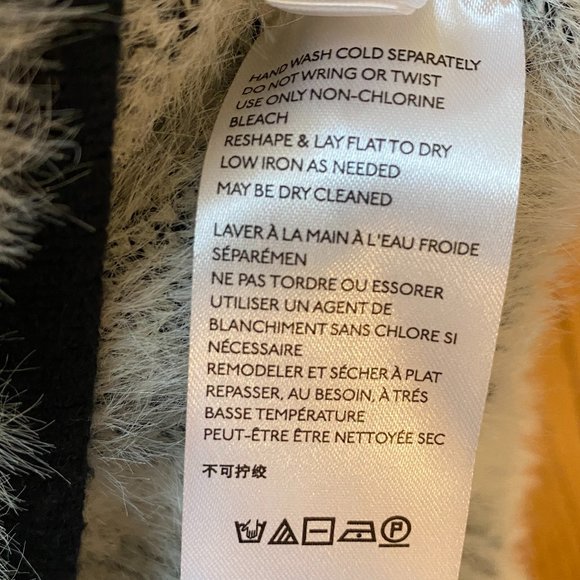 HAND WASH COLD SEPARATELY
DO NOT WRING OR TWIST
USE ONLY NON-CHLORINE
BLEACH
RESHAPE & LAY FLAT TO DRY
LOW IRON AS NEEDED
MAY BE DRY CLEANED
LAVER À LA MAIN À L'EAU FROIDE
SÉPARÉMEN
NE PAS TORDRE OU ESSORER
UTILISER UN AGENT DE
BLANCHIMENT SANS CHLORE SI
NÉCESSAIRE
REMODELER ET SÉCHER À PLAT
REPASSER, AU BESOIN, À TRÉS
BASSE TEMPÉRATURE
PEUT-ÊTRE ÊTRE NETTOYÉE SEC
不可拧绞
P